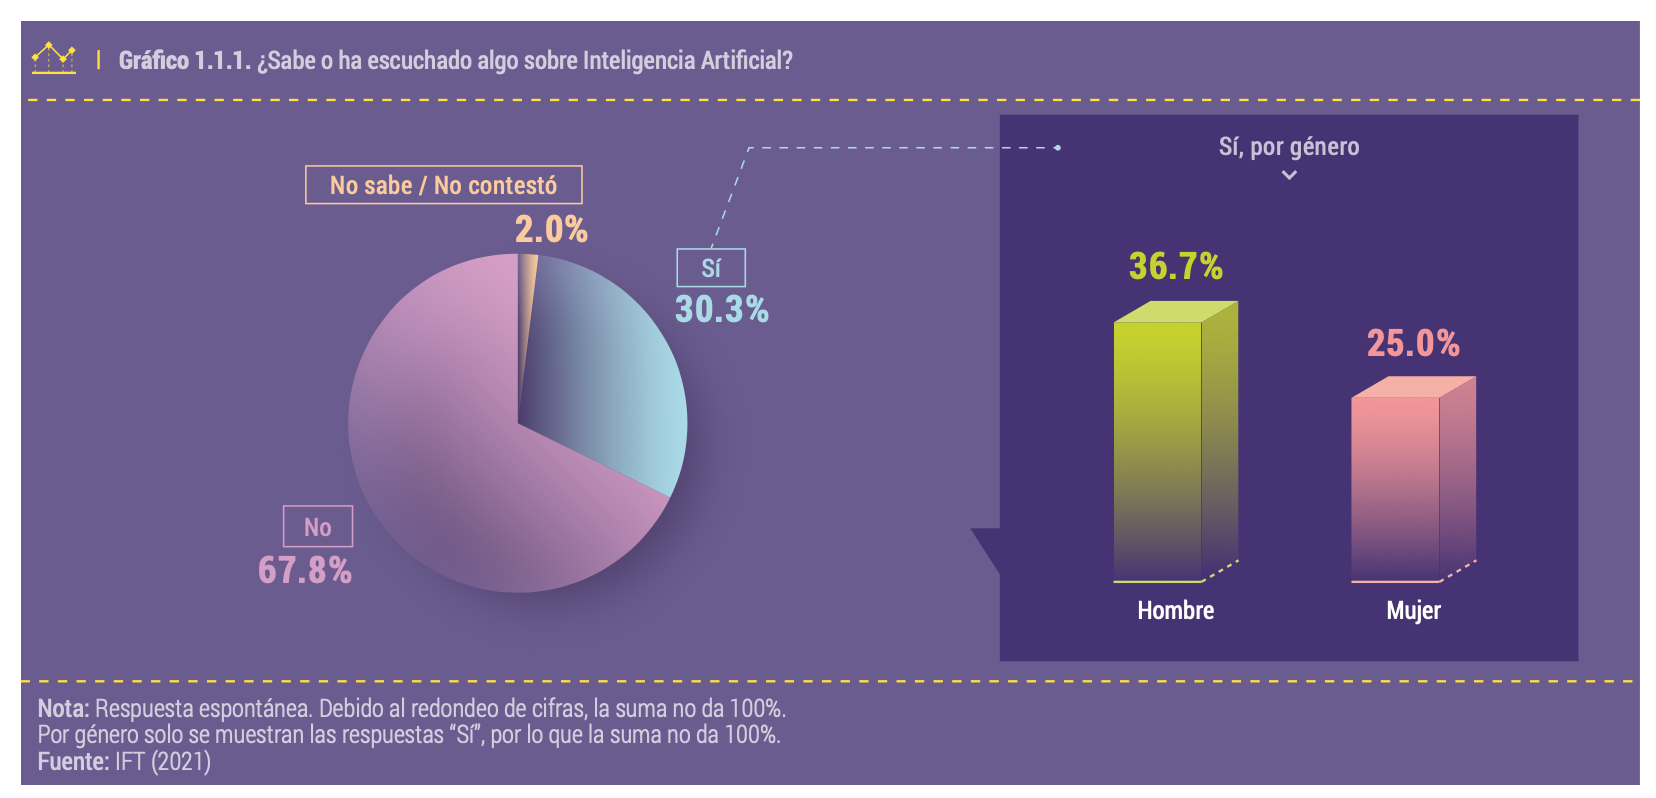 Gráfico 1.1.1. ¿Sabe o ha escuchado algo sobre Inteligencia Artificial?
No sabe / No contestó
2.0%
Sí
30.3%
No
67.8%
Sí, por género
36.7%
25.0%
Hombre
Mujer
Nota: Respuesta espontánea. Debido al redondeo de cifras, la suma no da 100%.
Por género solo se muestran las respuestas “Sí”, por lo que la suma no da 100%.
Fuente: IFT (2021)